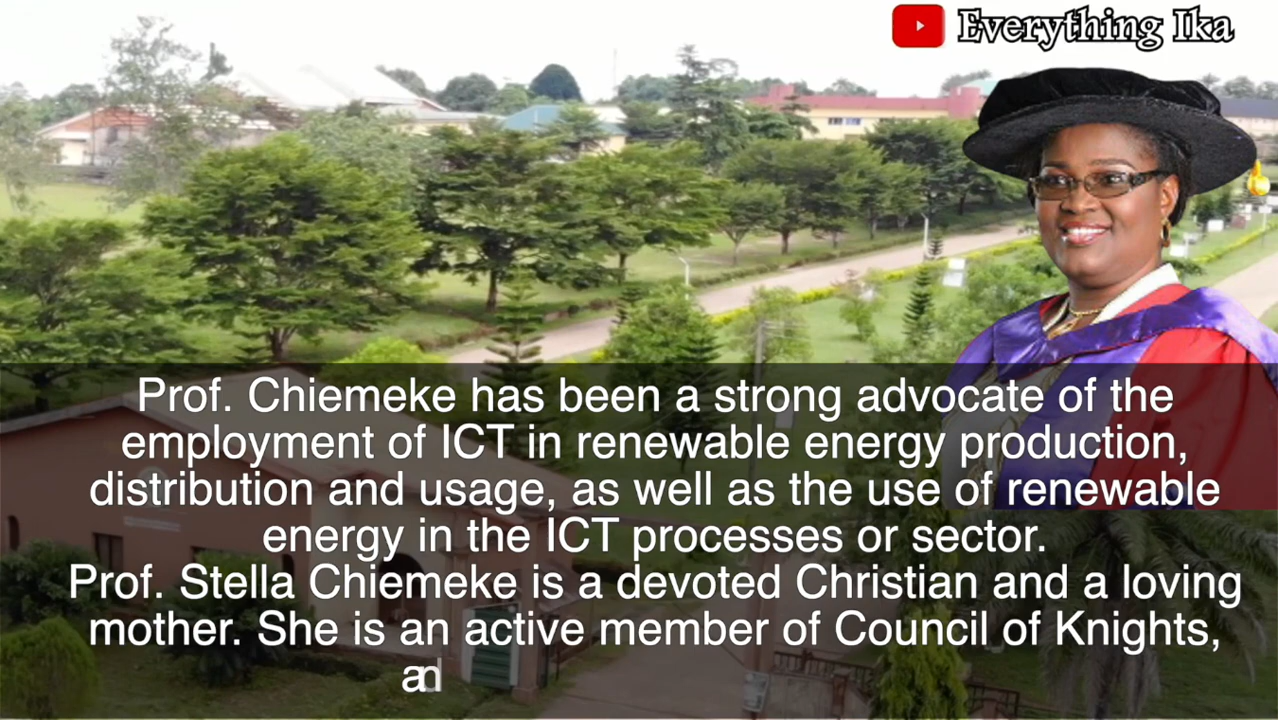 Everything Ika
Prof. Chiemeke has been a strong advocate of the
employment of ICT in renewable energy production,
distribution and usage, as well as the use of renewable
energy in the ICT processes or sector.
Prof. Stella Chiemeke is a devoted Christian and a loving
mother. She is an active member of Council of Knights,
an